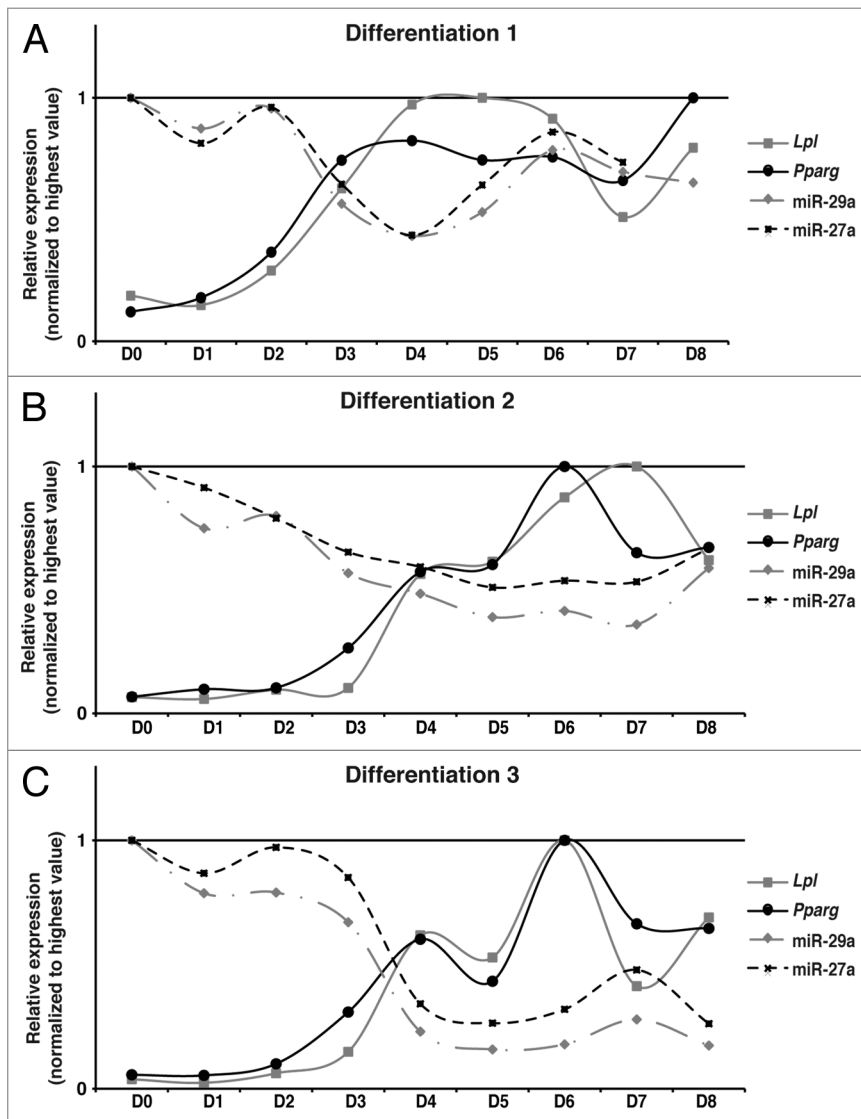 A
Differentiation 1
Relative expression
(normalized to highest value)
1
0
D0 D1 D2 D3 D4 D5 D6 D7 D8
Lpl
Pparg
miR-29a
miR-27a
B
Differentiation 2
Relative expression
(normalized to highest value)
1
0
D0 D1 D2 D3 D4 D5 D6 D7 D8
Lpl
Pparg
miR-29a
miR-27a
C
Differentiation 3
Relative expression
(normalized to highest value)
1
0
D0 D1 D2 D3 D4 D5 D6 D7 D8
Lpl
Pparg
miR-29a
miR-27a